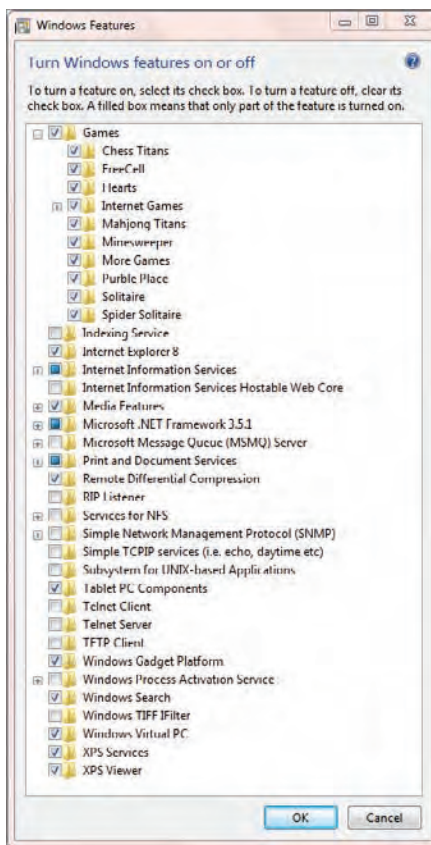 Windows Features
Turn Windows features on or off
To turn a feature on, select its check box. To turn a feature off, clear its
check box. A filled box means that only part of the feature is turned on.
Games
Chess Titans
FreeCell
Hearts
Internet Games
Mahjong Titans
Minesweeper
More Games
Purble Place
Solitaire
Spider Solitaire
Indexing Service
Internet Explorer 8
Internet Information Services
Internet Information Services Hostable Web Core
Media Features
Microsoft .NET Framework 3.5.1
Microsoft Message Queue (MSMQ) Server
Print and Document Services
Remote Differential Compression
RIP Listener
Services for NFS
Simple Network Management Protocol (SNMP)
Simple TCPIP services (i.e. echo, daytime etc)
Subsystem for UNIX-based Applications
Tablet PC Components
Telnet Client
Telnet Server
TFTP Client
Windows Gadget Platform
Windows Process Activation Service
Windows Search
Windows TIFF IFilter
Windows Virtual PC
XPS Services
XPS Viewer
OK Cancel